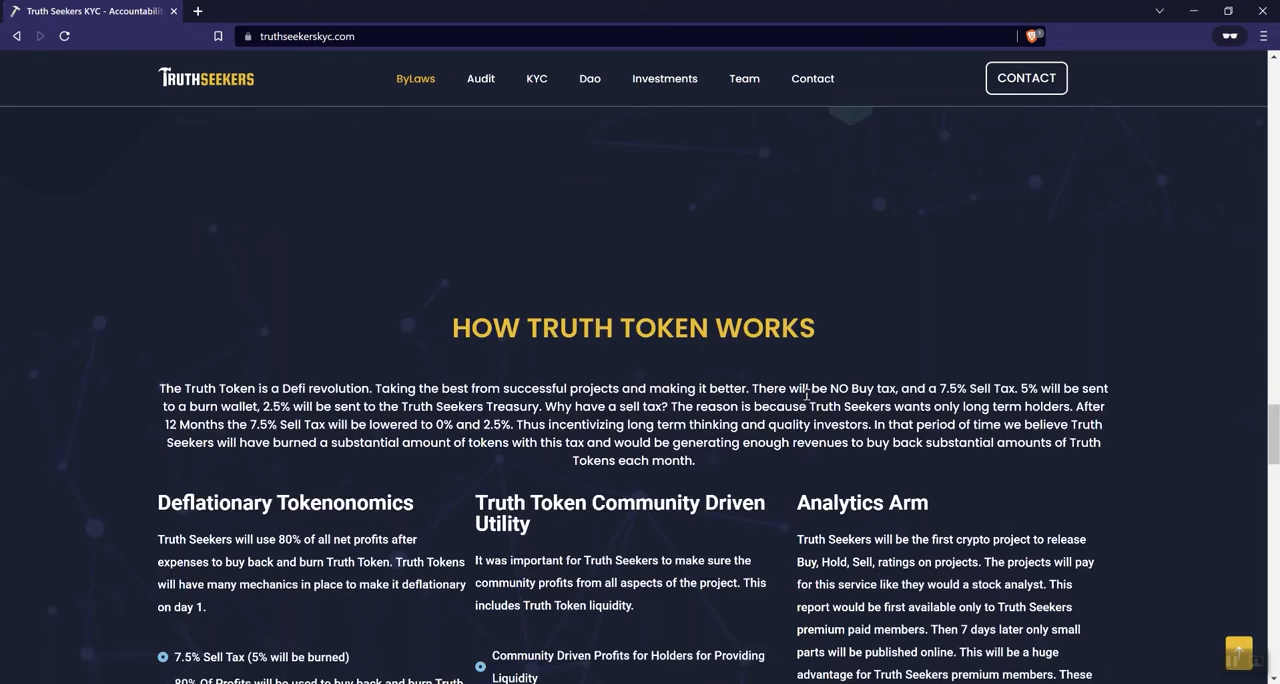 Truth Seekers KYC - Accountabilit
truthseekerskyc.com
TRUTHSEEKERS
ByLaws
Audit
KYC
Dao
Investments
Team
Contact
CONTACT
HOW TRUTH TOKEN WORKS
The Truth Token is a Defi revolution. Taking the best from successful projects and making it better. There will be NO Buy tax, and a 7.5% Sell Tax. 5% will be sent
to a burn wallet, 2.5% will be sent to the Truth Seekers Treasury. Why have a sell tax? The reason is because Truth Seekers wants only long term holders. After
12 Months the 7.5% Sell Tax will be lowered to 0% and 2.5%. Thus incentivizing long term thinking and quality investors. In that period of time we believe Truth
Seekers will have burned a substantial amount of tokens with this tax and would be generating enough revenues to buy back substantial amounts of Truth
Tokens each month.
Deflationary Tokenonomics
Truth Seekers will use 80% of all net profits after
expenses to buy back and burn Truth Token. Truth Tokens
will have many mechanics in place to make it deflationary
on day 1.
7.5% Sell Tax (5% will be burned)
80% Of Profits will be used to buy back and burn Truth
Truth Token Community Driven
Utility
It was important for Truth Seekers to make sure the
community profits from all aspects of the project. This
includes Truth Token liquidity.
Community Driven Profits for Holders for Providing
Liquidity
Analytics Arm
Truth Seekers will be the first crypto project to release
Buy, Hold, Sell, ratings on projects. The projects will pay
for this service like they would a stock analyst. This
report would be first available only to Truth Seekers
premium paid members. Then 7 days later only small
parts will be published online. This will be a huge
advantage for Truth Seekers premium members. These